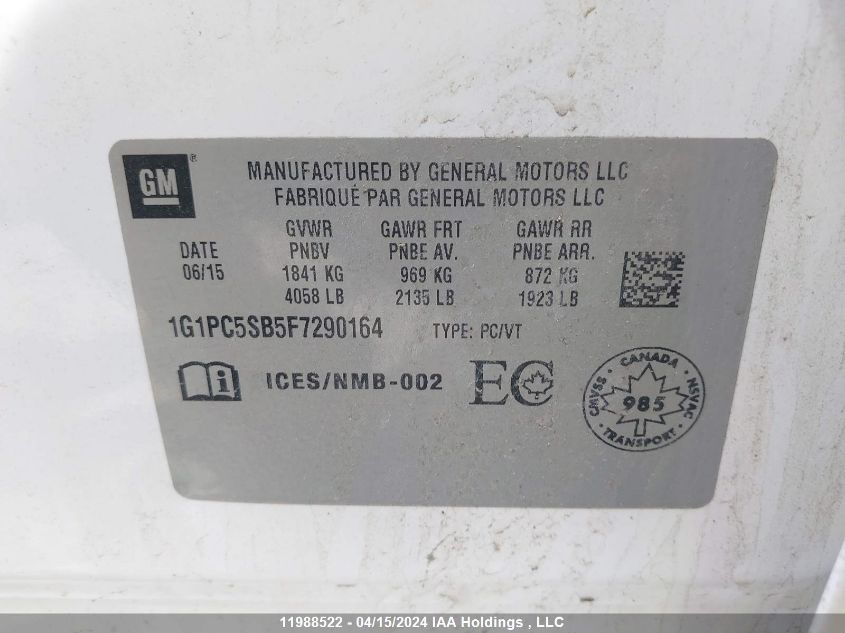 GM®
MANUFACTURED BY GENERAL MOTORS LLC
FABRIQUÉ PAR GENERAL MOTORS LLC
GVWR GAWR FRT GAWR RR
DATE PNBV PNBE AV. PNBE ARR.
06/15 1841 KG 969 KG 872 KG
4058 LB 2135 LB 1923 LB
1G1PC5SB5F7290164 TYPE: PC/VT
i ICES/NMB-002 EC
CANADA
CMVSS 985 NSVAC
TRANSPORT
11988522 - 04/15/2024 IAA Holdings , LLC